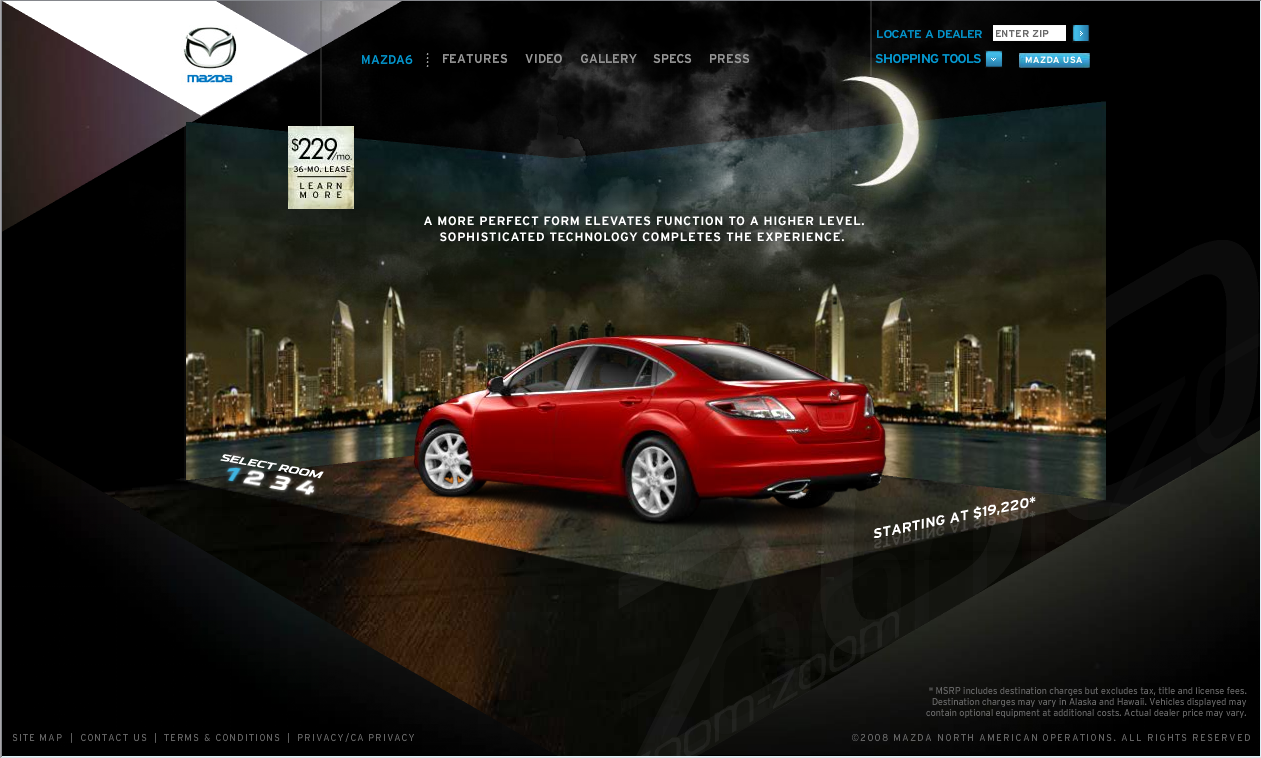 mazda
MAZDA6
FEATURES VIDEO GALLERY SPECS PRESS
LOCATE A DEALER ENTER ZIP
SHOPPING TOOLS MAZDA USA
$229/mo.
36-MO. LEASE
LEARN
MORE
A MORE PERFECT FORM ELEVATES FUNCTION TO A HIGHER LEVEL.
SOPHISTICATED TECHNOLOGY COMPLETES THE EXPERIENCE.
SELECT ROOM
1 2 3 4
STARTING AT $19,220*
zoom-zoom
* MSRP includes destination charges but excludes tax, title and license fees.
Destination charges may vary in Alaska and Hawaii. Vehicles displayed may
contain optional equipment at additional costs. Actual dealer price may vary.
SITE MAP | CONTACT US | TERMS & CONDITIONS | PRIVACY/CA PRIVACY
©2008 MAZDA NORTH AMERICAN OPERATIONS. ALL RIGHTS RESERVED